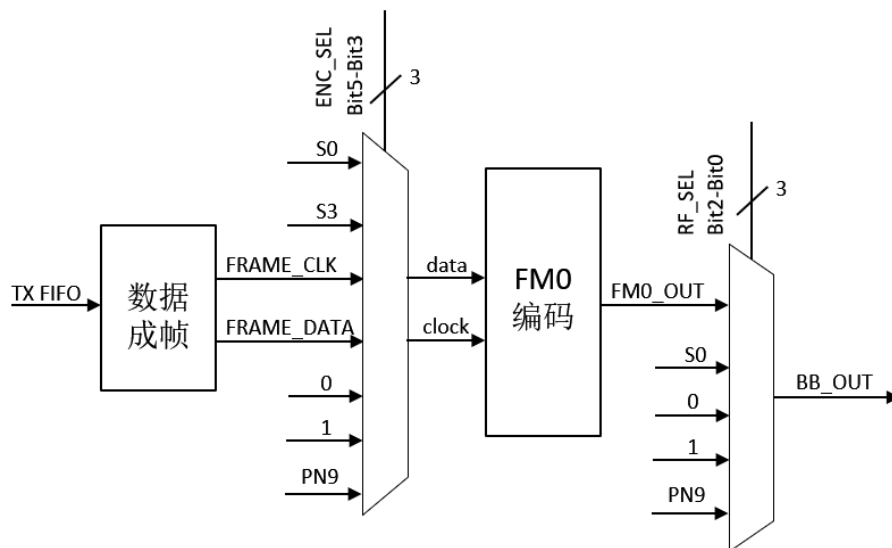 ENC_SEL
Bit5-Bit3
3
S0
S3
RF_SEL
Bit2-Bit0
3
TX FIFO
数据
成帧
FRAME_CLK
FRAME_DATA
data
clock
FM0
编码
FM0_OUT
0
1
PN9
S0
0
1
PN9
BB_OUT